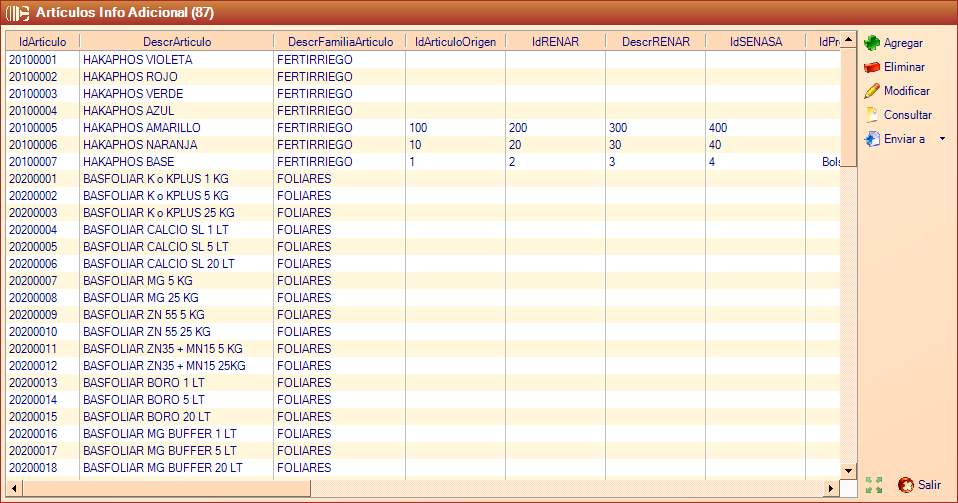 Artículos Info Adicional (87)
IdArticulo DescrArticulo DescrFamiliaArticulo IdArticuloOrigen IdRENAR DescrRENAR IdSENASA IdPr
20100001 HAKAPHOS VIOLETA FERTIRRIEGO
20100002 HAKAPHOS ROJO FERTIRRIEGO
20100003 HAKAPHOS VERDE FERTIRRIEGO
20100004 HAKAPHOS AZUL FERTIRRIEGO
20100005 HAKAPHOS AMARILLO FERTIRRIEGO 100 200 300 400
20100006 HAKAPHOS NARANJA FERTIRRIEGO 10 20 30 40
20100007 HAKAPHOS BASE FERTIRRIEGO 1 2 3 4 Bols
20200001 BASFOLIAR K o KPLUS 1 KG FOLIARES
20200002 BASFOLIAR K o KPLUS 5 KG FOLIARES
20200003 BASFOLIAR K o KPLUS 25 KG FOLIARES
20200004 BASFOLIAR CALCIO SL 1 LT FOLIARES
20200005 BASFOLIAR CALCIO SL 5 LT FOLIARES
20200006 BASFOLIAR CALCIO SL 20 LT FOLIARES
20200007 BASFOLIAR MG 5 KG FOLIARES
20200008 BASFOLIAR MG 25 KG FOLIARES
20200009 BASFOLIAR ZN 55 5 KG FOLIARES
20200010 BASFOLIAR ZN 55 25 KG FOLIARES
20200011 BASFOLIAR ZN35 + MN15 5 KG FOLIARES
20200012 BASFOLIAR ZN35 + MN15 25KG FOLIARES
20200013 BASFOLIAR BORO 1 LT FOLIARES
20200014 BASFOLIAR BORO 5 LT FOLIARES
20200015 BASFOLIAR BORO 20 LT FOLIARES
20200016 BASFOLIAR MG BUFFER 1 LT FOLIARES
20200017 BASFOLIAR MG BUFFER 5 LT FOLIARES
20200018 BASFOLIAR MG BUFFER 20 LT FOLIARES
Agregar
Eliminar
Modificar
Consultar
Enviar a
Salir